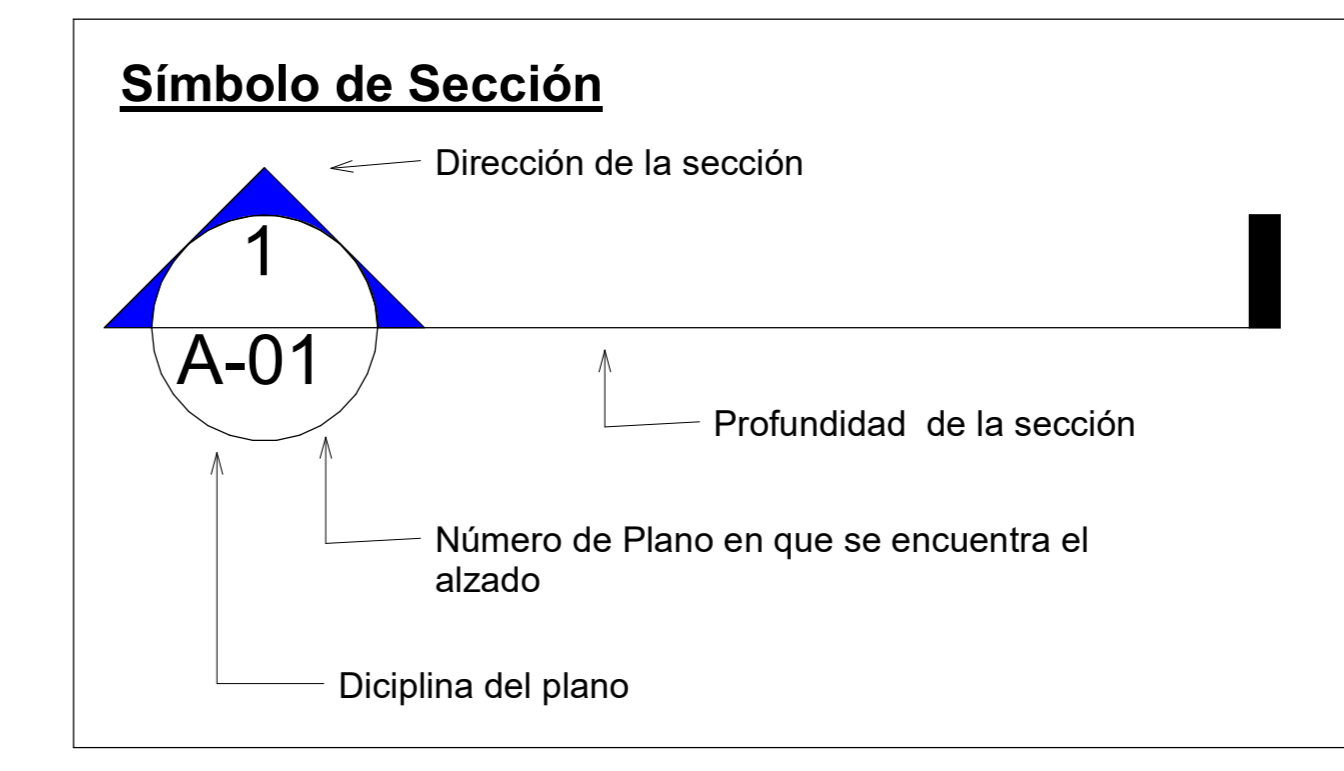 Símbolo de Sección
Dirección de la sección
1
A-01
Profundidad de la sección
Número de Plano en que se encuentra el
alzado
Diciplina del plano